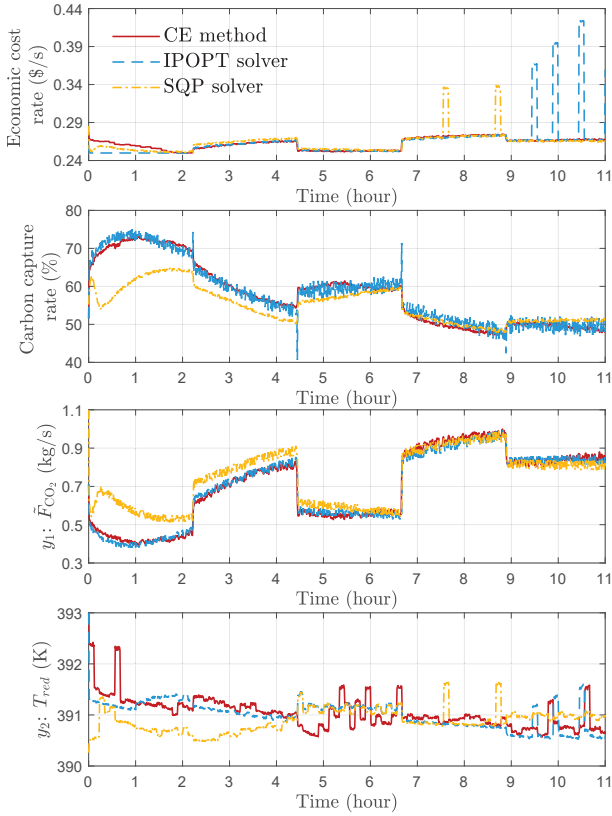 0.44
0.39
0.34
0.29
0.24
Economic cost
rate ($/s)
CE method
IPOPT solver
SQP solver
0 1 2 3 4 5 6 7 8 9 10 11
Time (hour)
80
70
60
50
40
Carbon capture
rate (%)
0 1 2 3 4 5 6 7 8 9 10 11
Time (hour)
1.1
0.9
0.7
0.5
0.3
y₁: F̃_CO₂ (kg/s)
0 1 2 3 4 5 6 7 8 9 10 11
Time (hour)
393
392
391
390
y₂: T_red (K)
0 1 2 3 4 5 6 7 8 9 10 11
Time (hour)